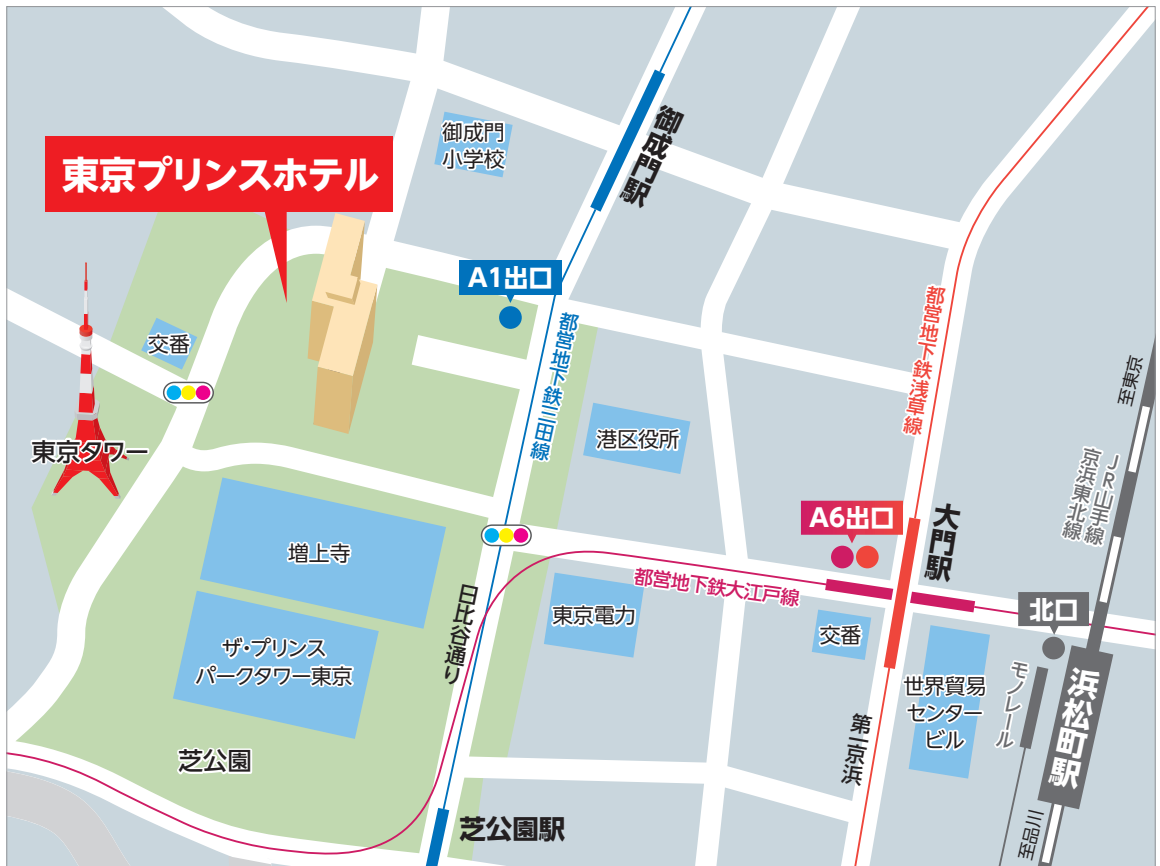 御成門
小学校
御成門駅
東京プリンスホテル
A1出口
都営地下鉄三田線
都営地下鉄浅草線
交番
東京タワー
至東京
JR山手線
京浜東北線
港区役所
A6出口
大門駅
増上寺
都営地下鉄大江戸線
日比谷通り
東京電力
交番
北口
ザ・プリンス
パークタワー東京
世界貿易
センター
ビル
モノレール
浜松町駅
第一京浜
芝公園
芝公園駅
至品川